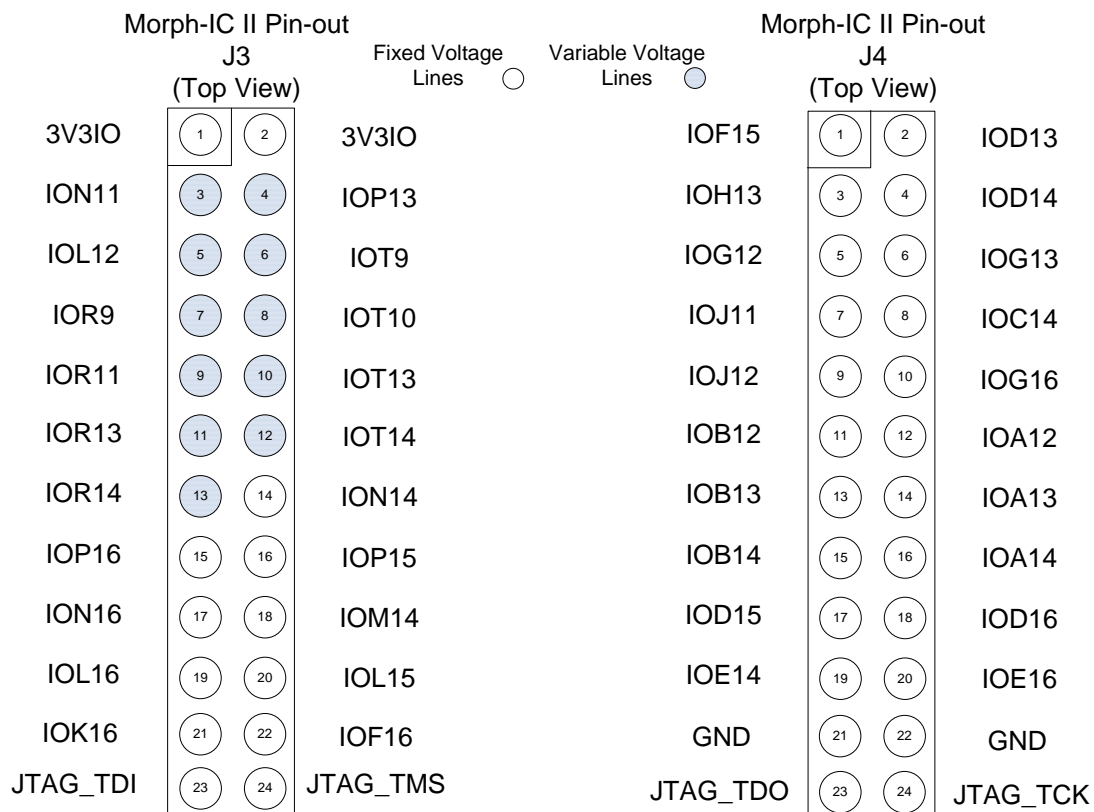 Morph-IC II Pin-out
J3
(Top View)
Fixed Voltage
Lines
Variable Voltage
Lines
Morph-IC II Pin-out
J4
(Top View)
3V3IO 1 2 3V3IO
ION11 3 4 IOP13
IOL12 5 6 IOT9
IOR9 7 8 IOT10
IOR11 9 10 IOT13
IOR13 11 12 IOT14
IOR14 13 14 ION14
IOP16 15 16 IOP15
ION16 17 18 IOM14
IOL16 19 20 IOL15
IOK16 21 22 IOF16
JTAG_TDI 23 24 JTAG_TMS
IOF15 1 2 IOD13
IOH13 3 4 IOD14
IOG12 5 6 IOG13
IOJ11 7 8 IOC14
IOJ12 9 10 IOG16
IOB12 11 12 IOA12
IOB13 13 14 IOA13
IOB14 15 16 IOA14
IOD15 17 18 IOD16
IOE14 19 20 IOE16
GND 21 22 GND
JTAG_TDO 23 24 JTAG_TCK